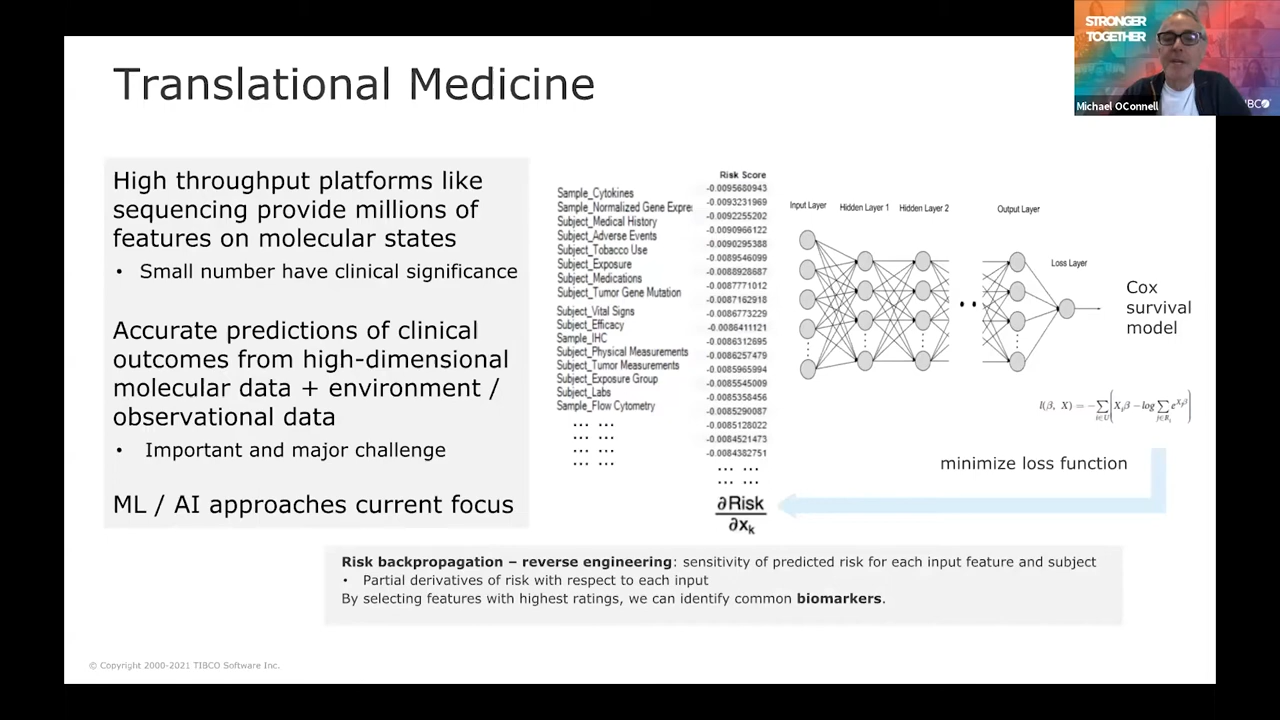 STRONGER
TOGETHER
Michael OConnell
Translational Medicine
High throughput platforms like
sequencing provide millions of
features on molecular states
• Small number have clinical significance
Accurate predictions of clinical
outcomes from high-dimensional
molecular data + environment /
observational data
• Important and major challenge
ML / AI approaches current focus
Sample_Cytokines
Sample_Normalized Gene Expre
Subject_Medical History
Subject_Adverse Events
Subject_Tobacco Use
Subject_Exposure
Subject_Medications
Subject_Tumor Gene Mutation
Subject_Vital Signs
Subject_Efficacy
Sample_IHC
Subject_Physical Measurements
Subject_Tumor Measurements
Subject_Exposure Group
Subject_Labs
Sample_Flow Cytometry
... ...
... ...
... ...
... ...
Risk Score
-0.0095680943
-0.0093231969
-0.0092255202
-0.0090966122
-0.0090295388
-0.0089546099
-0.0088928687
-0.0087771012
-0.0087162918
-0.0086773229
-0.0086411121
-0.0086312695
-0.0086257479
-0.0085965994
-0.0085545009
-0.0085358456
-0.0085290087
-0.0085128022
-0.0084521473
-0.0084382751
... ...
... ...
∂Risk
∂xₖ
Input Layer
Hidden Layer 1
Hidden Layer 2
Output Layer
Loss Layer
Cox
survival
model
l(β, X) = −∑i∈U(Xiβ − log∑j∈Ri e^Xjβ)
minimize loss function
Risk backpropagation – reverse engineering: sensitivity of predicted risk for each input feature and subject
• Partial derivatives of risk with respect to each input
By selecting features with highest ratings, we can identify common biomarkers.
© Copyright 2000-2021 TIBCO Software Inc.